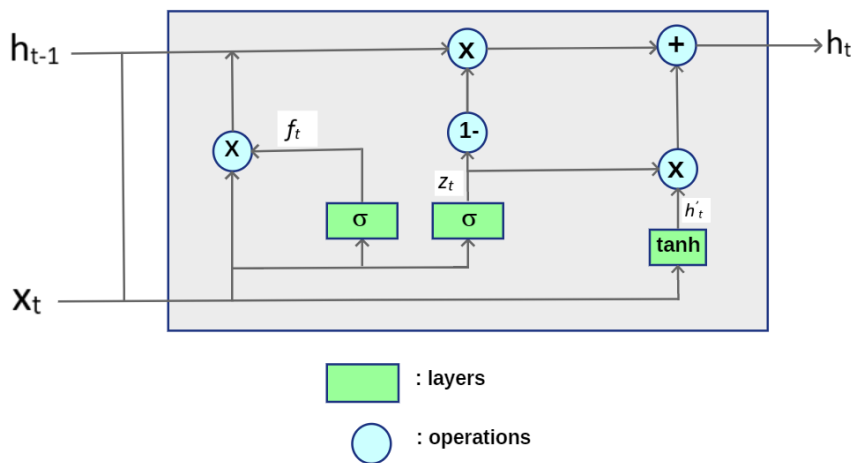 h_{t-1}
x
+
h_t
f_t
1-
x
z_t
x
σ
σ
h'_t
tanh
x_t
: layers
: operations